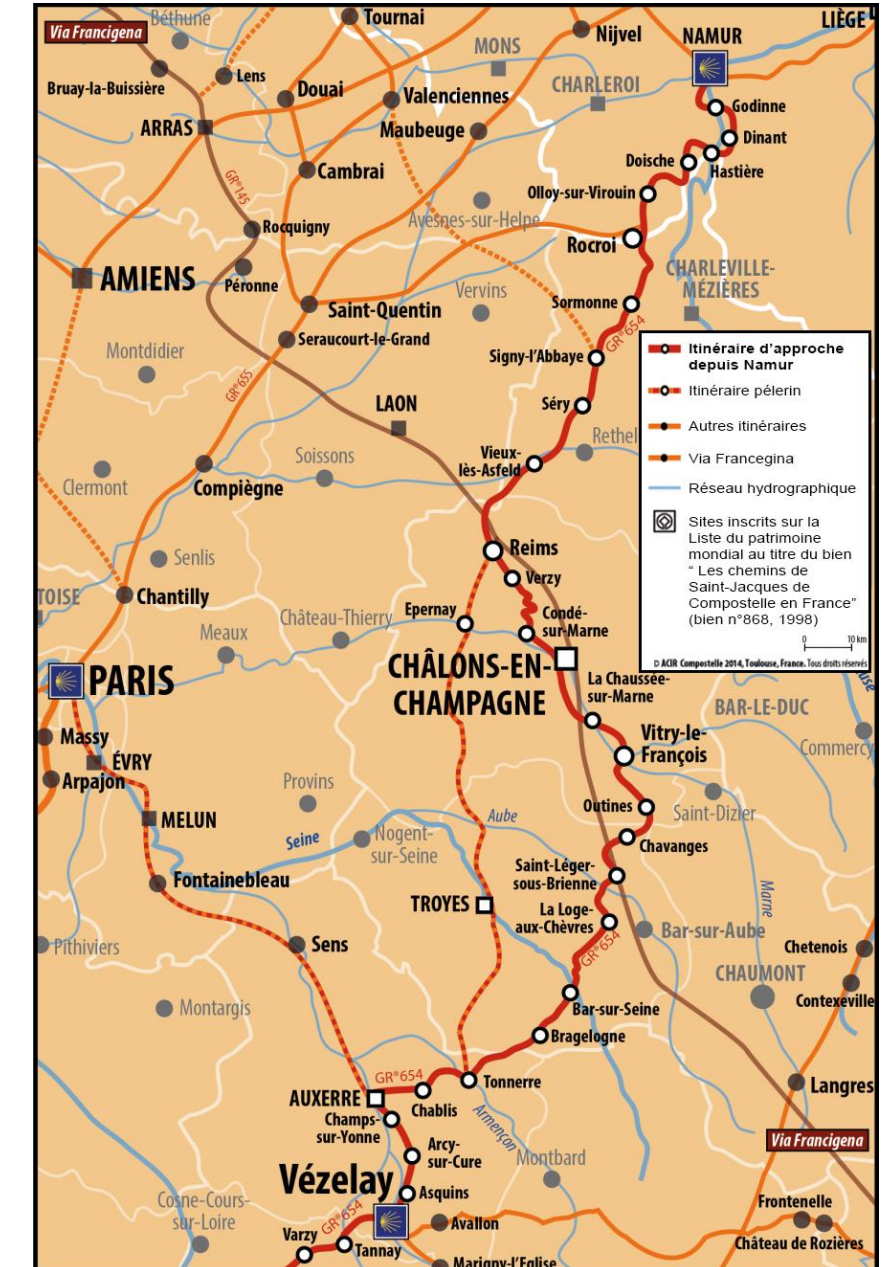 Via Francigena
Béthune
Tournai
Nijvel
NAMUR
LIÈGE
MONS
Bruay-la-Buissière
Lens
Douai
Valenciennes
CHARLEROI
Godinne
ARRAS
Maubeuge
Dinant
Doische
Hastière
Cambrai
GR®145
Olloy-sur-Virouin
Avesnes-sur-Helpe
Rocquigny
Rocroi
AMIENS
Péronne
CHARLEVILLE-
MÉZIÈRES
Saint-Quentin
Vervins
Sormonne
Seraucourt-le-Grand
GR®654
Montdidier
Signy-l'Abbaye
GR®655
LAON
Séry
Rethel
Soissons
Vieux-
lès-Asfeld
Clermont
Compiègne
Itinéraire d'approche
depuis Namur
Itinéraire pélerin
Autres itinéraires
Via Francegina
Réseau hydrographique
Sites inscrits sur la
Liste du patrimoine
mondial au titre du bien
“ Les chemins de
Saint-Jacques de
Compostelle en France”
(bien n°868, 1998)
0 10 km
© ACIR Compostelle 2014, Toulouse, France. Tous droits réservés
Senlis
Reims
Verzy
TOISE
Chantilly
Château-Thierry
Epernay
Condé-
sur-Marne
Meaux
PARIS
CHÂLONS-EN-
CHAMPAGNE
La Chaussée-
sur-Marne
BAR-LE-DUC
Massy
ÉVRY
Vitry-le-
François
Commercy
Arpajon
Provins
Saint-Dizier
MELUN
Aube
Outines
Seine
Nogent-
sur-Seine
Chavanges
Fontainebleau
Saint-Léger-
sous-Brienne
Marne
TROYES
La Loge-
aux-Chèvres
Pithiviers
Sens
Bar-sur-Aube
Chetenois
GR®654
CHAUMONT
Montargis
Bar-sur-Seine
Contexeville
Bragelogne
GR®654
Tonnerre
Langres
AUXERRE
Chablis
Champs-
sur-Yonne
Armençon
Via Francigena
Arcy-
sur-Cure
Montbard
Vézelay
Asquins
Cosne-Cours-
sur-Loire
GR®654
Avallon
Frontenelle
Varzy
Tannay
Château de Rozières
Marigny-l'Eglise